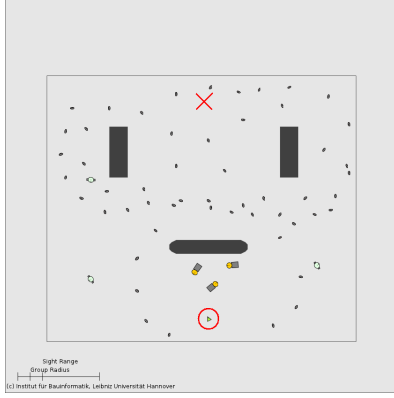 Sight Range
Group Radius
(c) Institut für Bauinformatik, Leibniz Universität Hannover